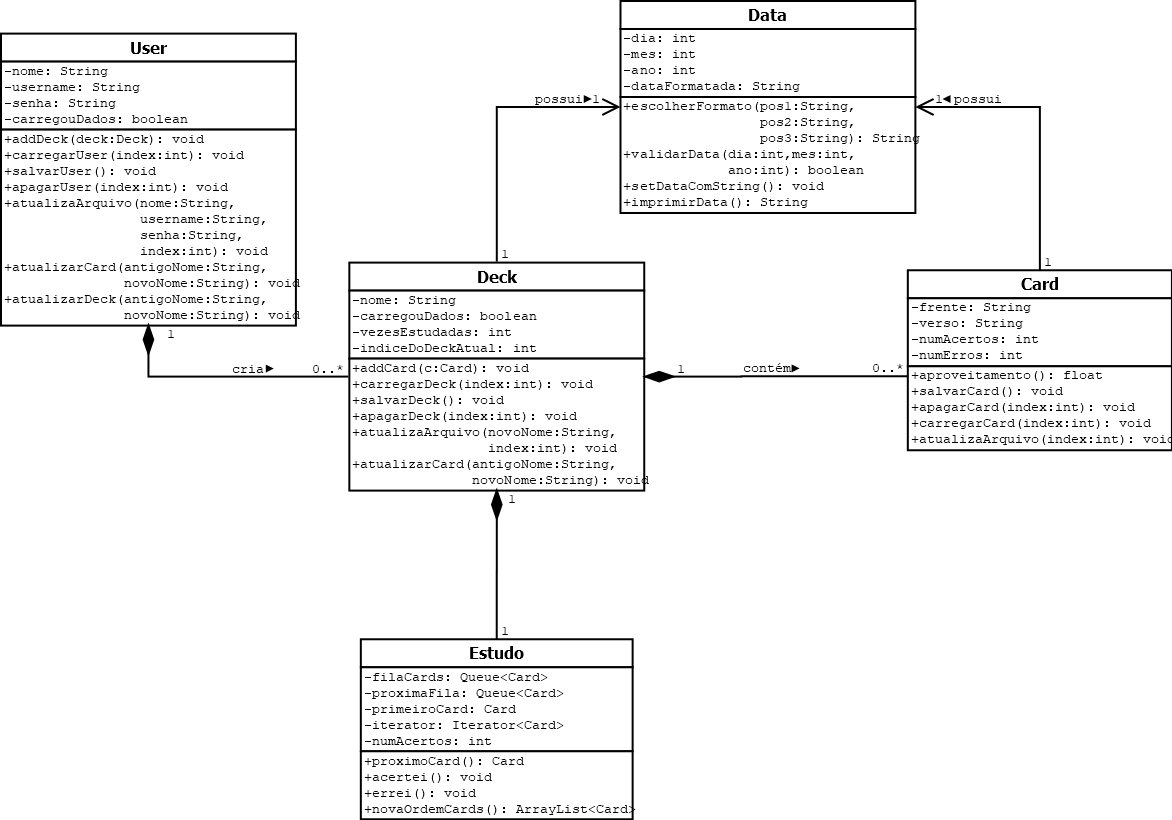 User
-nome: String
-username: String
-senha: String
-carregouDados: boolean
+addDeck(deck:Deck): void
+carregarUser(index:int): void
+salvarUser(): void
+apagarUser(index:int): void
+atualizaArquivo(nome:String,
username:String,
senha:String,
index:int): void
+atualizarCard(antigoNome:String,
novoNome:String): void
+atualizarDeck(antigoNome:String,
novoNome:String): void
1
cria►
0..*
Data
-dia: int
-mes: int
-ano: int
-dataFormatada: String
+escolherFormato(pos1:String,
pos2:String,
pos3:String): String
+validarData(dia:int,mes:int,
ano:int): boolean
+setDataComString(): void
+imprimirData(): String
possui►1
1◄possui
1
1
Deck
-nome: String
-carregouDados: boolean
-vezesEstudadas: int
-indiceDoDeckAtual: int
+addCard(c:Card): void
+carregarDeck(index:int): void
+salvarDeck(): void
+apagarDeck(index:int): void
+atualizaArquivo(novoNome:String,
index:int): void
+atualizarCard(antigoNome:String,
novoNome:String): void
1
contém►
0..*
Card
-frente: String
-verso: String
-numAcertos: int
-numErros: int
+aproveitamento(): float
+salvarCard(): void
+apagarCard(index:int): void
+carregarCard(index:int): void
+atualizaArquivo(index:int): void
1
1
Estudo
-filaCards: Queue<Card>
-proximaFila: Queue<Card>
-primeiroCard: Card
-iterator: Iterator<Card>
-numAcertos: int
+proximoCard(): Card
+acertei(): void
+errei(): void
+novaOrdemCards(): ArrayList<Card>